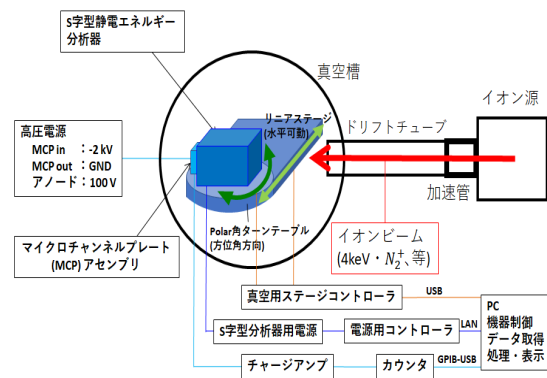 S字型静電エネルギー
分析器
真空槽
イオン源
リニアステージ
(水平可動)
ドリフトチューブ
高圧電源
MCP in ：-2 kV
MCP out ：GND
アノード：100 V
加速管
Polar角ターンテーブル
(方位角方向)
マイクロチャンネルプレート
(MCP) アセンブリ
イオンビーム
(4keV・N₂⁺、等)
真空用ステージコントローラ
USB
S字型分析器用電源
電源用コントローラ
LAN
PC
機器制御
データ取得
処理・表示
チャージアンプ
カウンタ
GPIB-USB